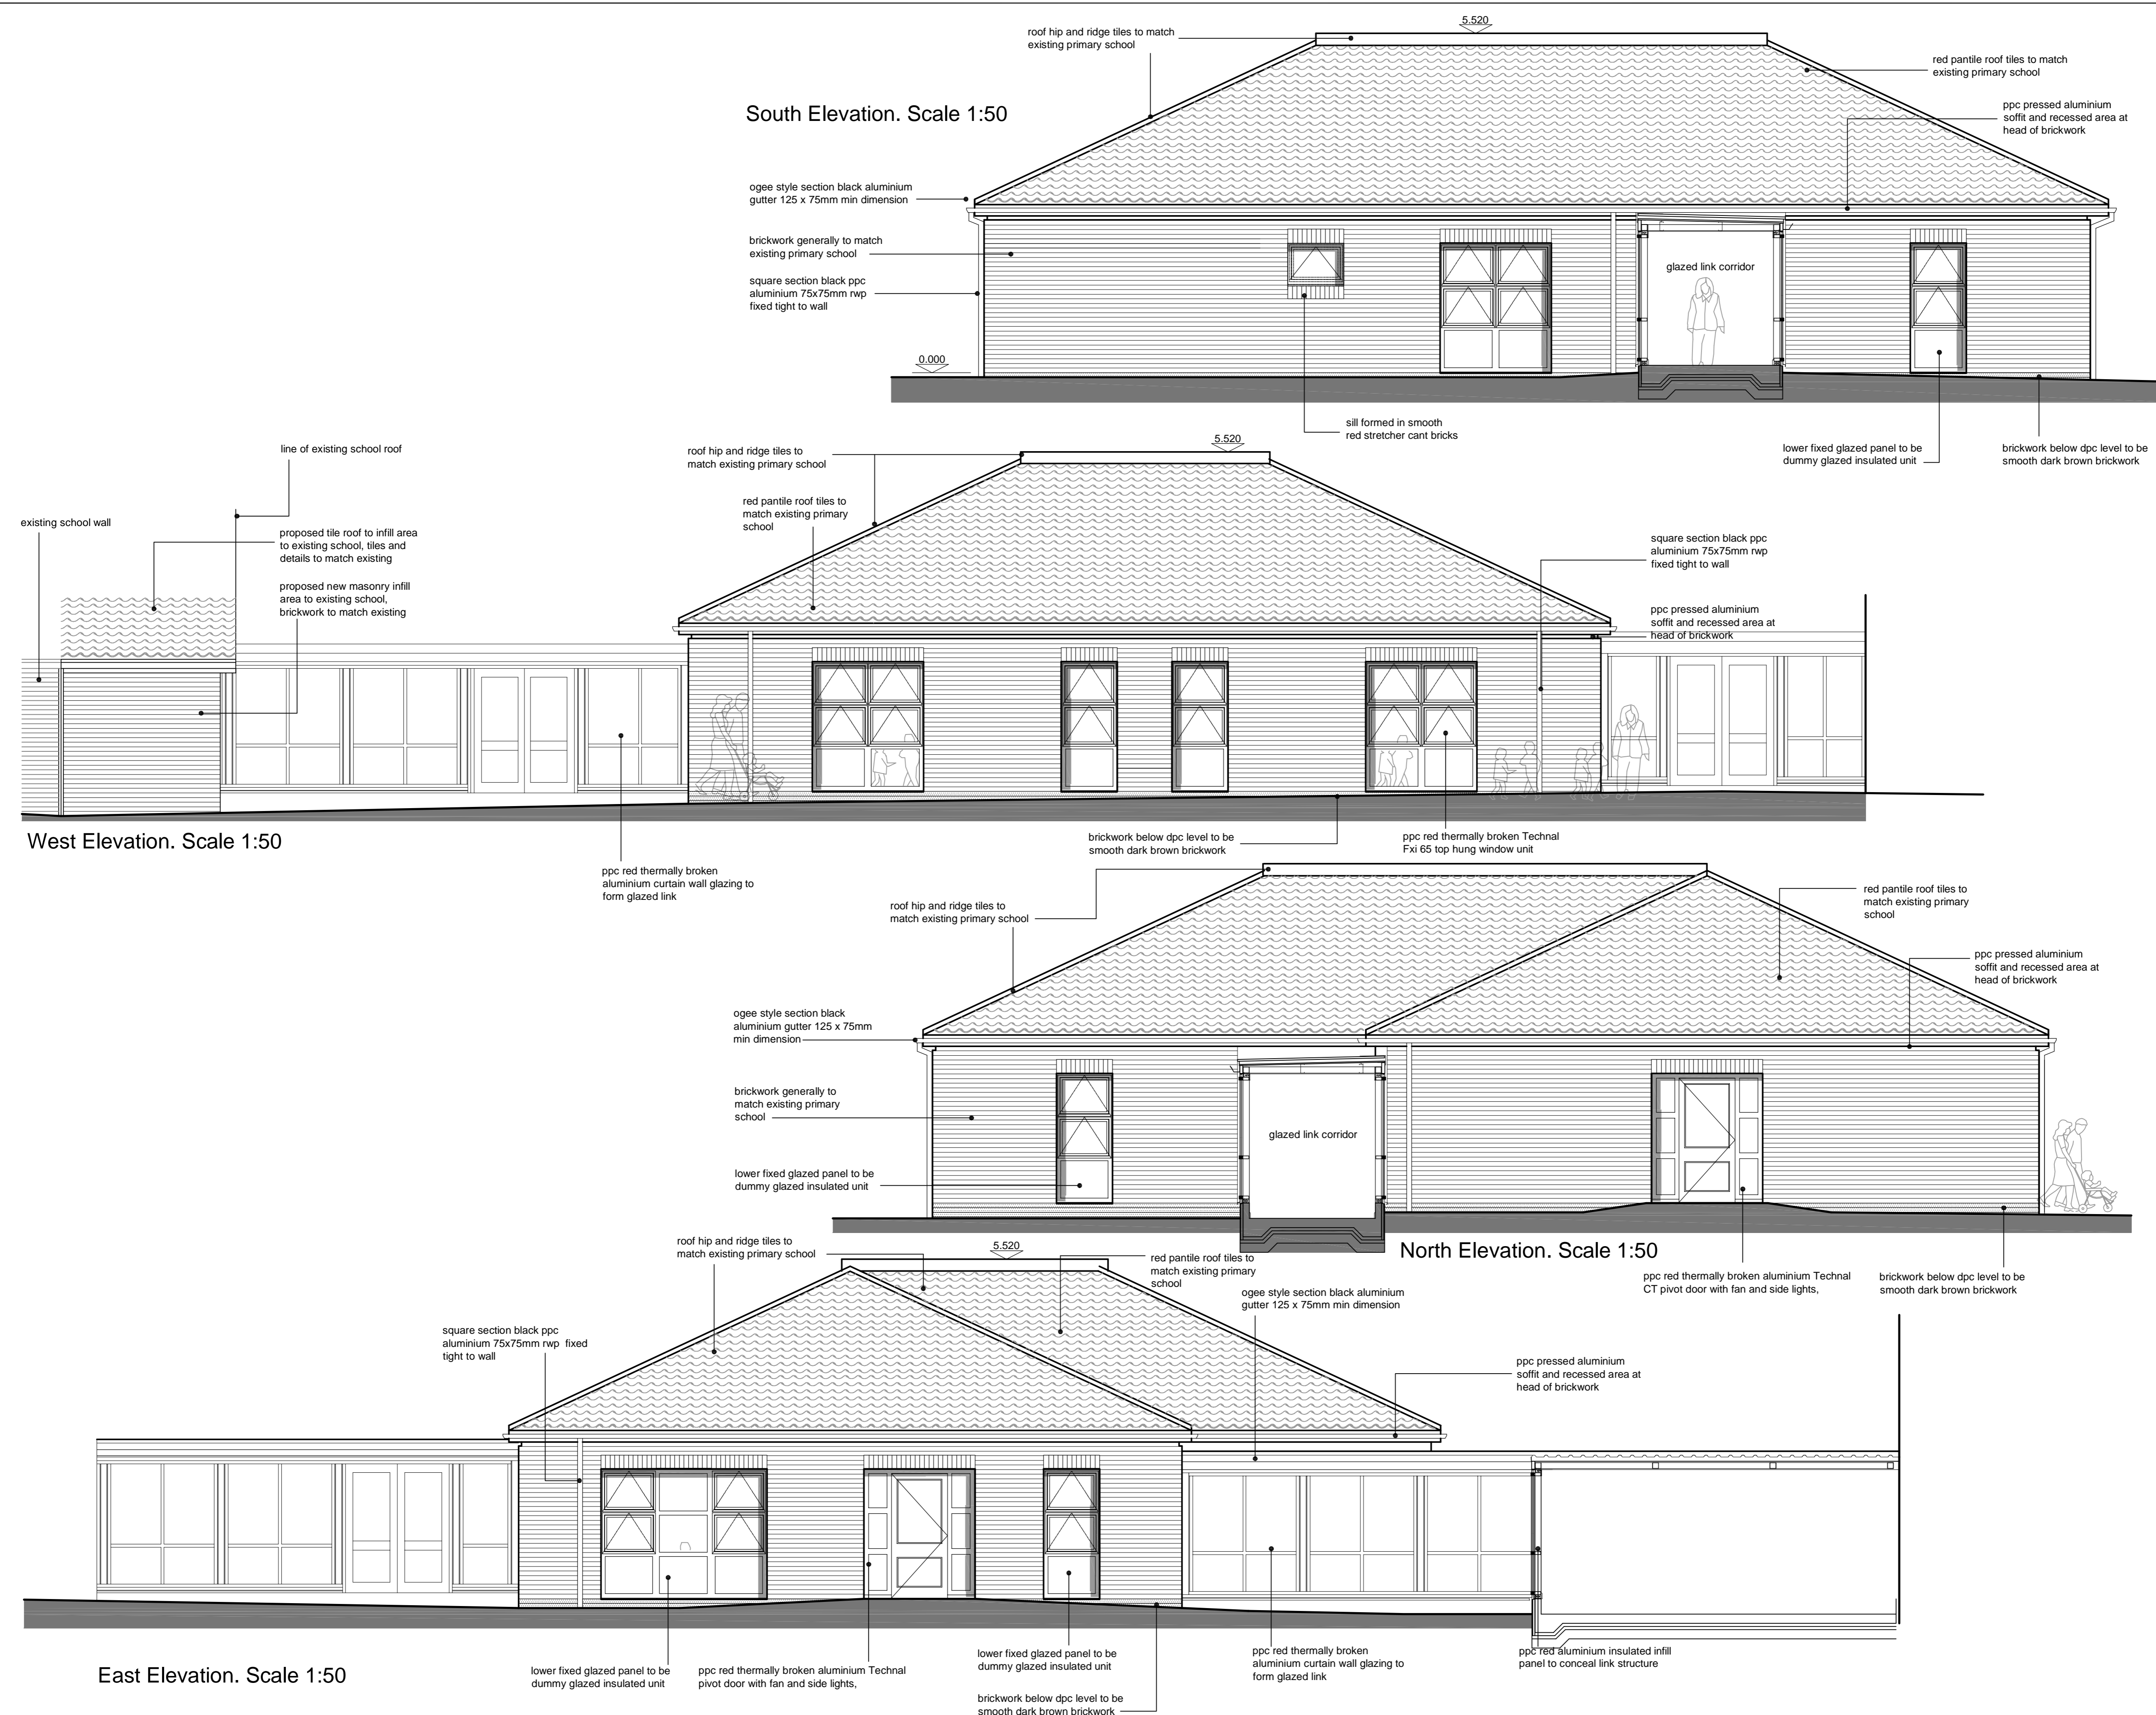 5.520
roof hip and ridge tiles to match
existing primary school
red pantile roof tiles to match
existing primary school
ppc pressed aluminium
soffit and recessed area at
head of brickwork
South Elevation. Scale 1:50
ogee style section black aluminium
gutter 125 x 75mm min dimension
brickwork generally to match
existing primary school
square section black ppc
aluminium 75x75mm rwp
fixed tight to wall
glazed link corridor
0.000
sill formed in smooth
red stretcher cant bricks
lower fixed glazed panel to be
dummy glazed insulated unit
brickwork below dpc level to be
smooth dark brown brickwork
line of existing school roof
roof hip and ridge tiles to
match existing primary school
5.520
red pantile roof tiles to
match existing primary
school
existing school wall
proposed tile roof to infill area
to existing school, tiles and
details to match existing
proposed new masonry infill
area to existing school,
brickwork to match existing
square section black ppc
aluminium 75x75mm rwp
fixed tight to wall
ppc pressed aluminium
soffit and recessed area at
head of brickwork
West Elevation. Scale 1:50
brickwork below dpc level to be
smooth dark brown brickwork
ppc red thermally broken Technal
Fxi 65 top hung window unit
ppc red thermally broken
aluminium curtain wall glazing to
form glazed link
roof hip and ridge tiles to
match existing primary school
red pantile roof tiles to
match existing primary
school
ppc pressed aluminium
soffit and recessed area at
head of brickwork
ogee style section black
aluminium gutter 125 x 75mm
min dimension
brickwork generally to
match existing primary
school
glazed link corridor
lower fixed glazed panel to be
dummy glazed insulated unit
North Elevation. Scale 1:50
ppc red thermally broken aluminium Technal
CT pivot door with fan and side lights,
brickwork below dpc level to be
smooth dark brown brickwork
roof hip and ridge tiles to
match existing primary school
5.520
red pantile roof tiles to
match existing primary
school
ogee style section black aluminium
gutter 125 x 75mm min dimension
square section black ppc
aluminium 75x75mm rwp  fixed
tight to wall
ppc pressed aluminium
soffit and recessed area at
head of brickwork
East Elevation. Scale 1:50
lower fixed glazed panel to be
dummy glazed insulated unit
ppc red thermally broken aluminium Technal
pivot door with fan and side lights,
lower fixed glazed panel to be
dummy glazed insulated unit
brickwork below dpc level to be
smooth dark brown brickwork
ppc red thermally broken
aluminium curtain wall glazing to
form glazed link
ppc red aluminium insulated infill
panel to conceal link structure